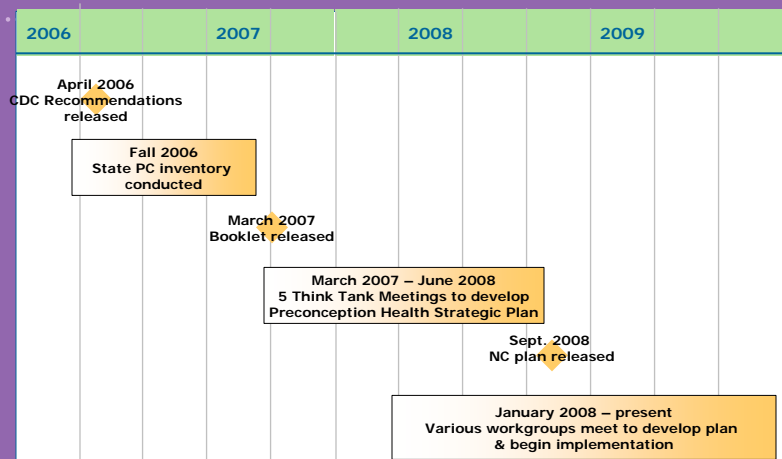 2006 2007 2008 2009
April 2006
CDC Recommendations
released
Fall 2006
State PC inventory
conducted
March 2007
Booklet released
March 2007 – June 2008
5 Think Tank Meetings to develop
Preconception Health Strategic Plan
Sept. 2008
NC plan released
January 2008 – present
Various workgroups meet to develop plan
& begin implementation